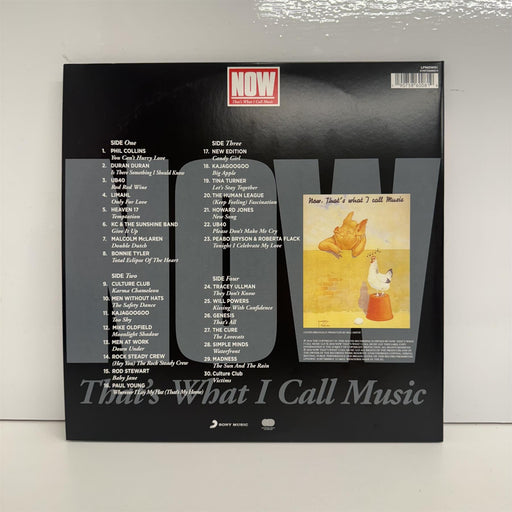 NOW
That's What I Call Music
SIDE One
1. PHIL COLLINS
You Can't Hurry Love
2. DURAN DURAN
Is There Something I Should Know
3. UB40
Red Red Wine
4. LIMAHL
Only For Love
5. HEAVEN 17
Temptation
6. KC & THE SUNSHINE BAND
Give It Up
7. MALCOLM McLAREN
Double Dutch
8. BONNIE TYLER
Total Eclipse Of The Heart
SIDE Two
9. CULTURE CLUB
Karma Chameleon
10. MEN WITHOUT HATS
The Safety Dance
11. KAJAGOOGOO
Too Shy
12. MIKE OLDFIELD
Moonlight Shadow
13. MEN AT WORK
Down Under
14. ROCK STEADY CREW
(Hey You) The Rock Steady Crew
15. ROD STEWART
Baby Jane
16. PAUL YOUNG
Wherever I Lay My Hat (That's My Home)
SIDE Three
17. NEW EDITION
Candy Girl
18. KAJAGOOGOO
Big Apple
19. TINA TURNER
Let's Stay Together
20. THE HUMAN LEAGUE
(Keep Feeling) Fascination
21. HOWARD JONES
New Song
22. UB40
Please Don't Make Me Cry
23. PEABO BRYSON & ROBERTA FLACK
Tonight I Celebrate My Love
SIDE Four
24. TRACEY ULLMAN
They Don't Know
25. WILL POWERS
Kissing With Confidence
26. GENESIS
That's All
27. THE CURE
The Lovecats
28. SIMPLE MINDS
Waterfront
29. MADNESS
The Sun And The Rain
30. Culture Club
Victims
Now, That's what I call Music
NOW
That's What I Call Music
SONY MUSIC